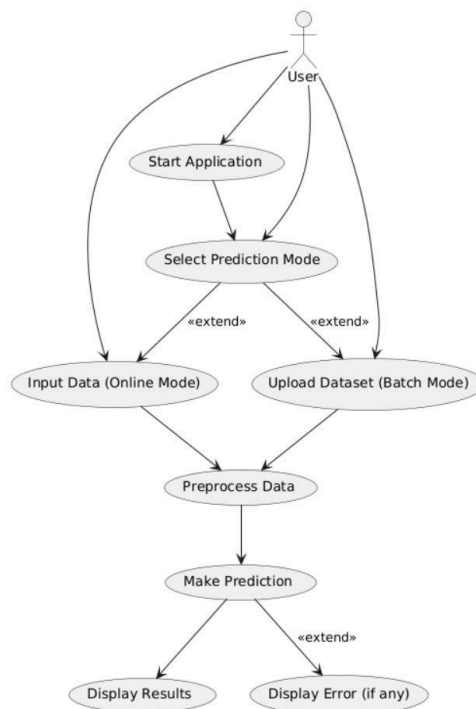 User
Start Application
Select Prediction Mode
«extend»
«extend»
Input Data (Online Mode)
Upload Dataset (Batch Mode)
Preprocess Data
Make Prediction
«extend»
Display Results
Display Error (if any)